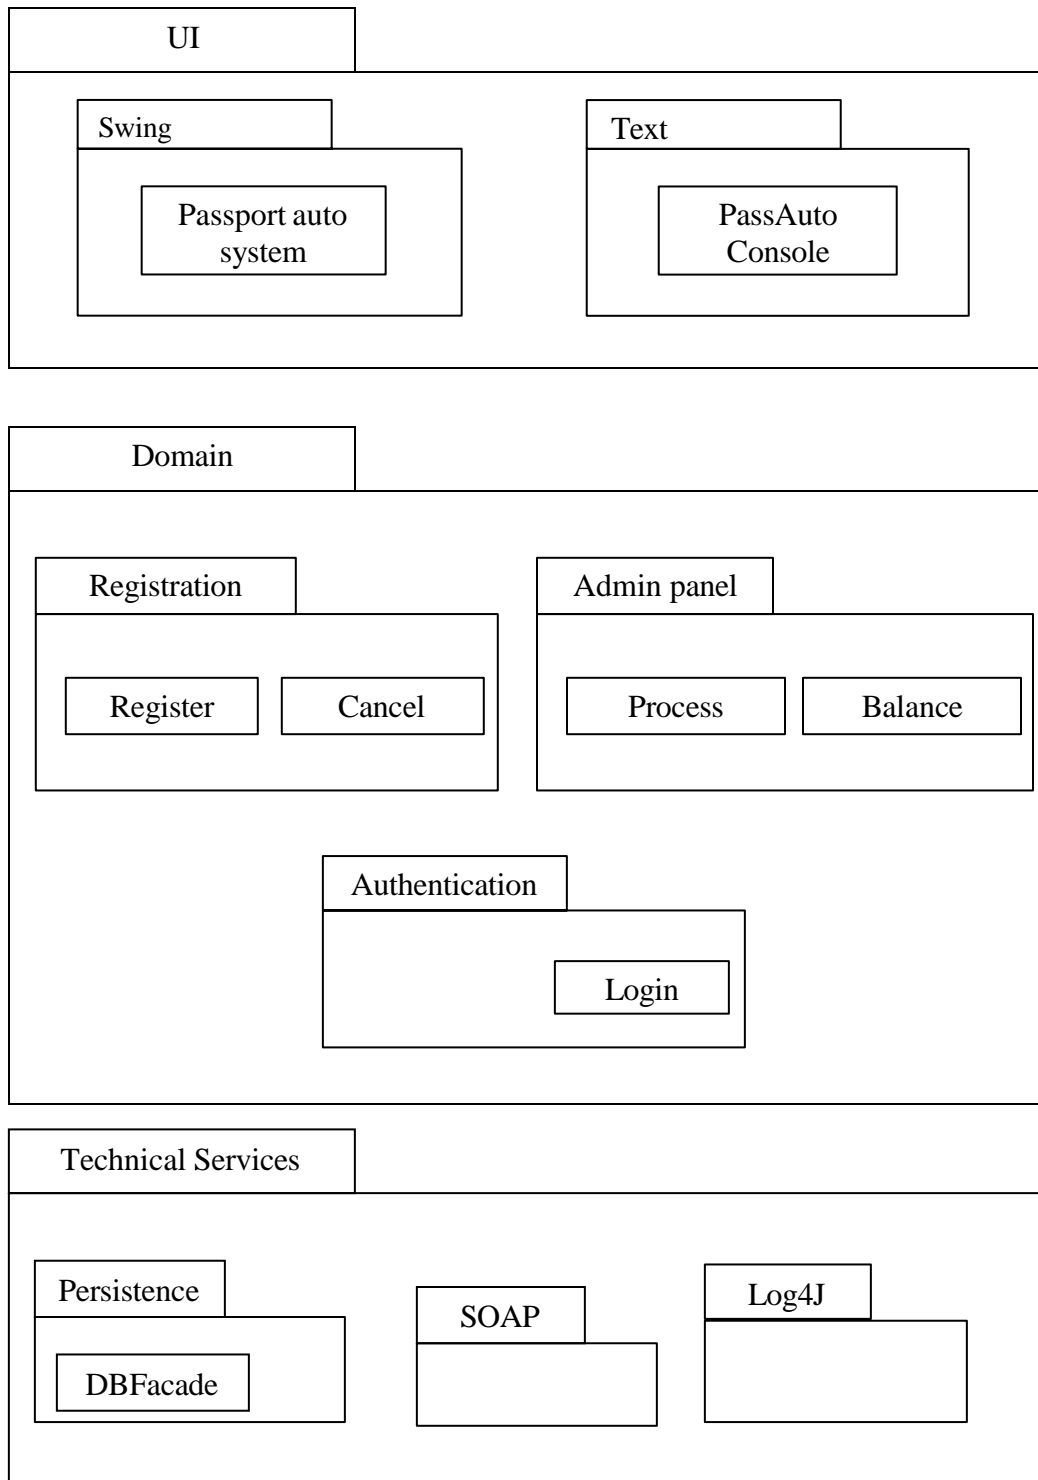 UI
Swing
Text
Passport auto
system
PassAuto
Console
Domain
Registration
Admin panel
Register
Cancel
Process
Balance
Authentication
Login
Technical Services
Persistence
SOAP
Log4J
DBFacade